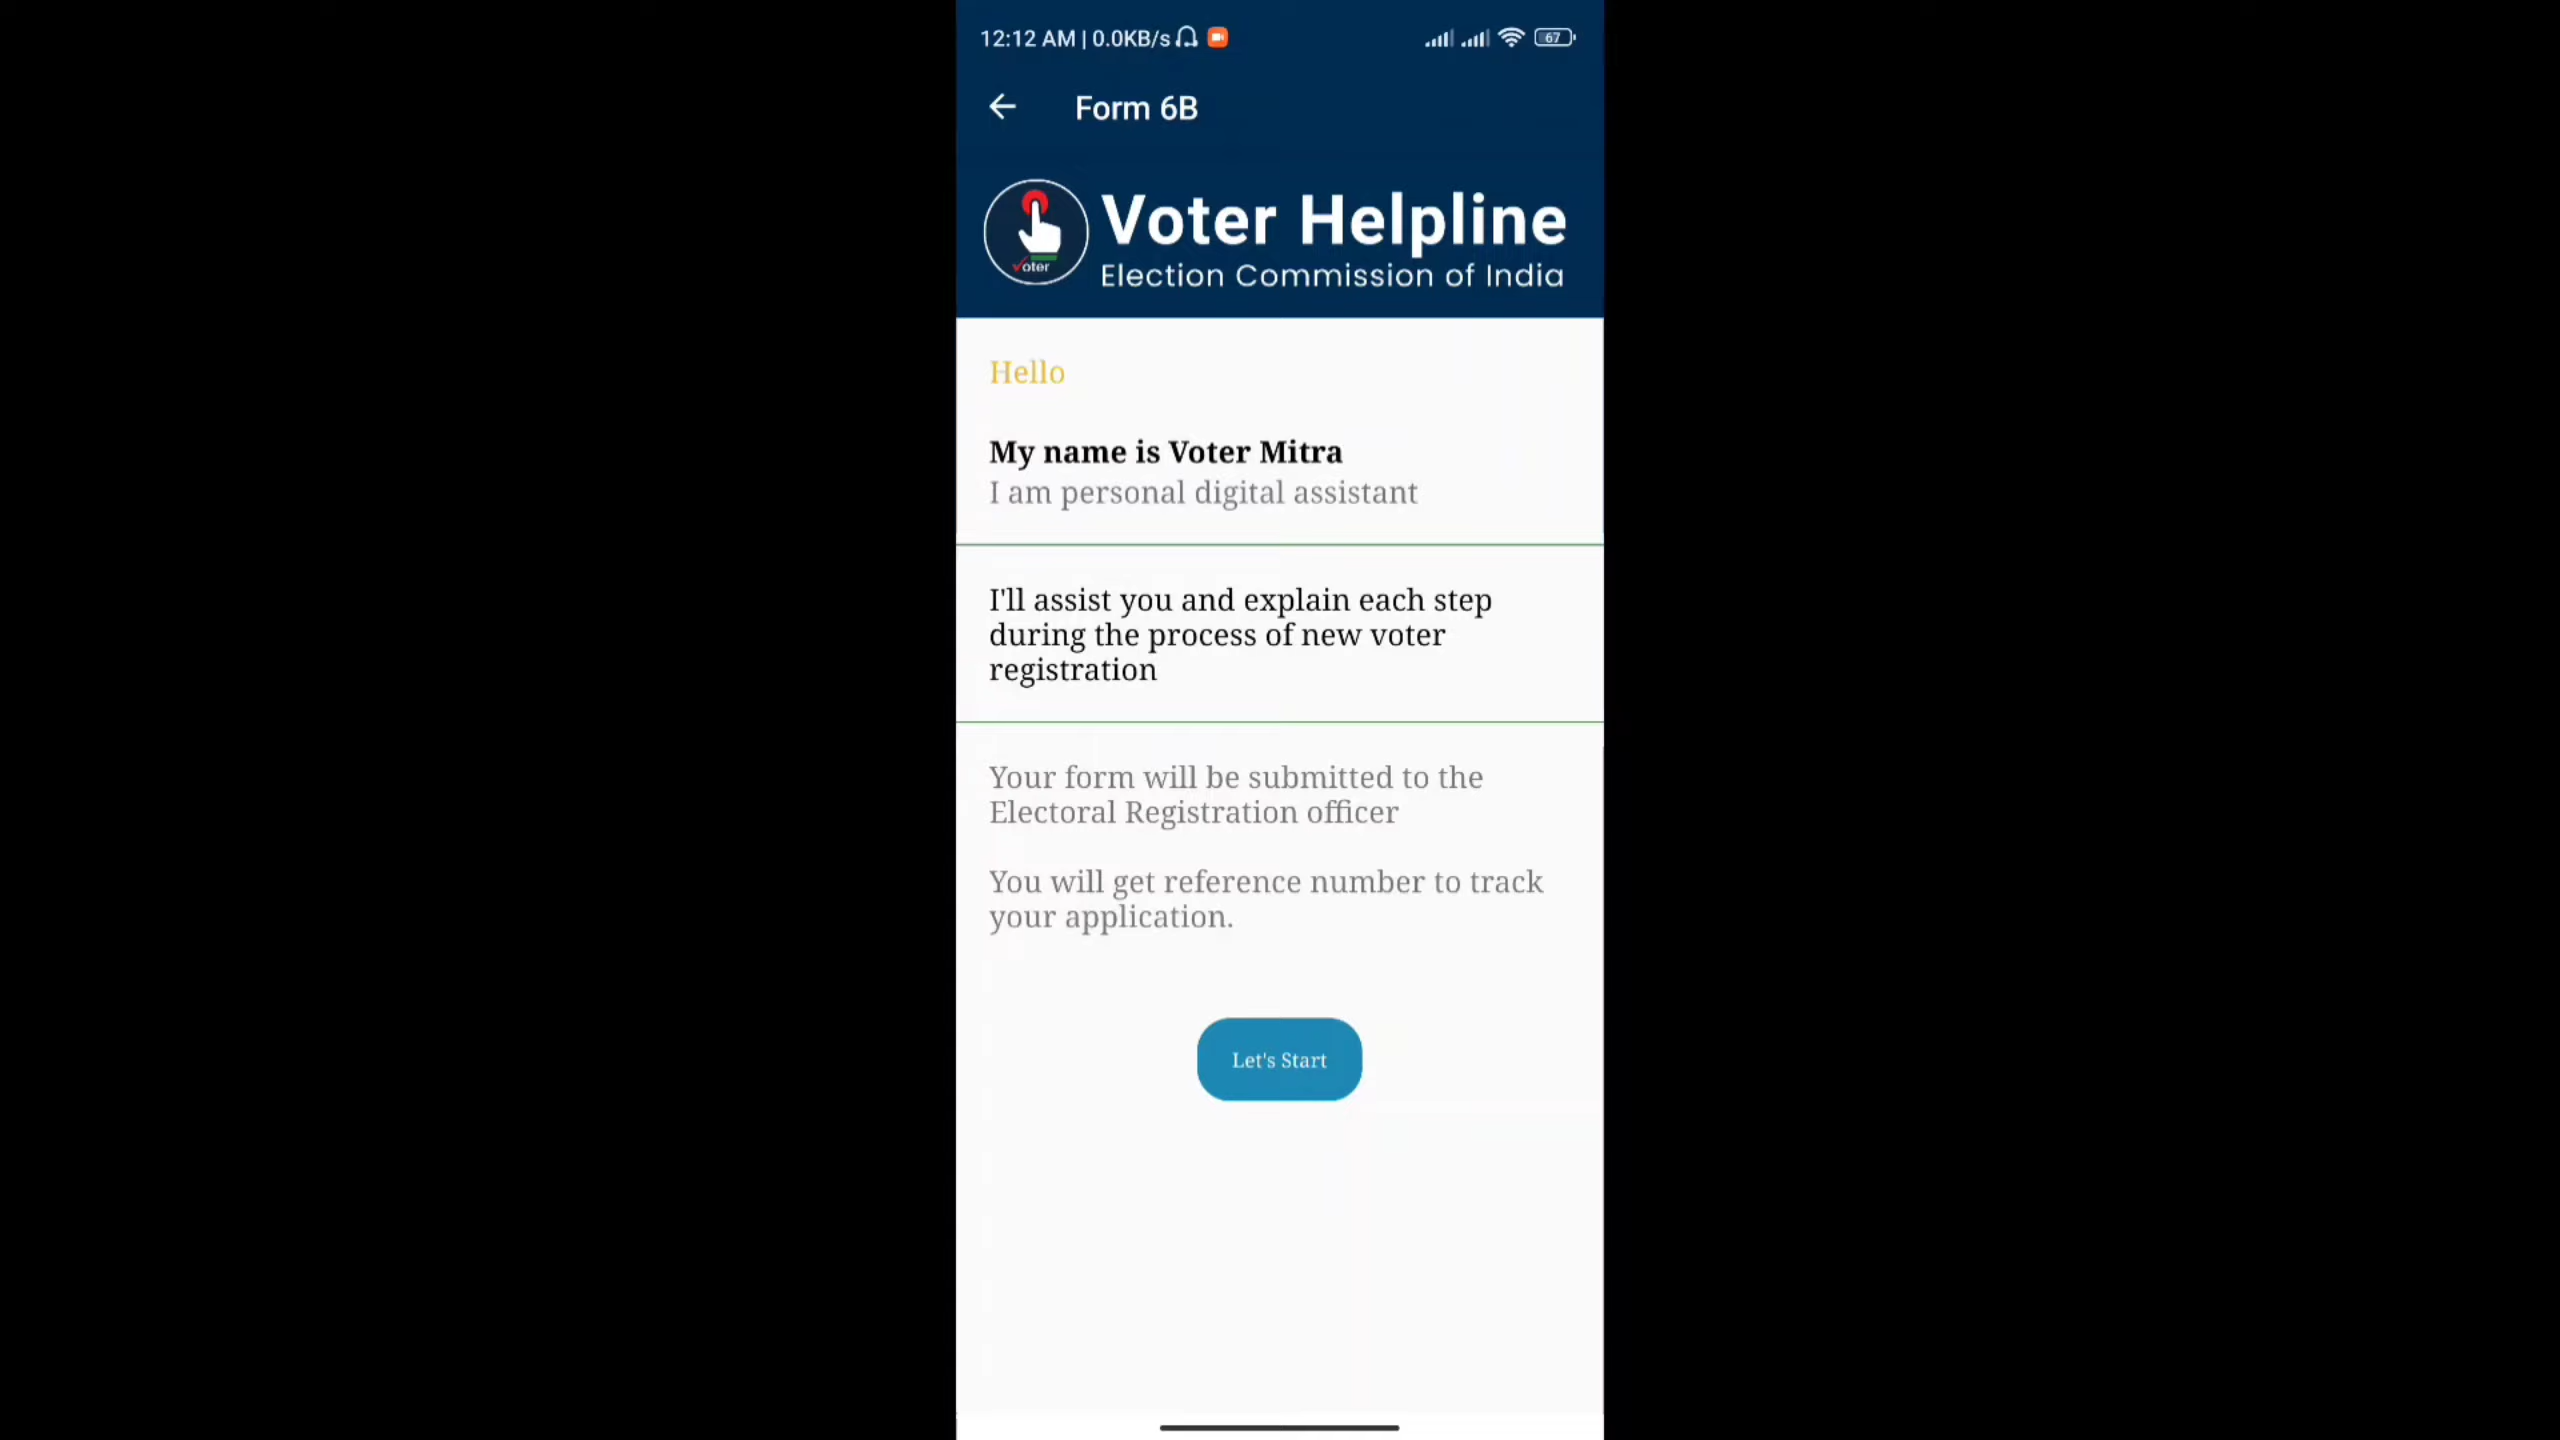 12:12 AM | 0.0KB/s 67
Form 6B
Voter Helpline
Election Commission of India
Voter
Hello
My name is Voter Mitra
I am personal digital assistant
I'll assist you and explain each step
during the process of new voter
registration
Your form will be submitted to the
Electoral Registration officer
You will get reference number to track
your application.
Let's Start